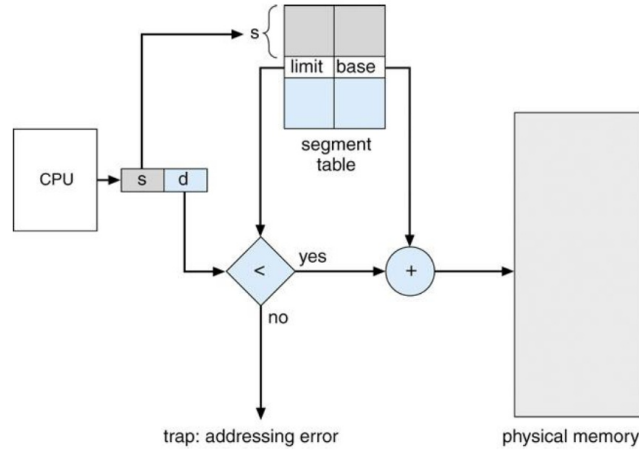 s
limit base
segment
table
CPU
s d
< yes +
no
trap: addressing error
physical memory